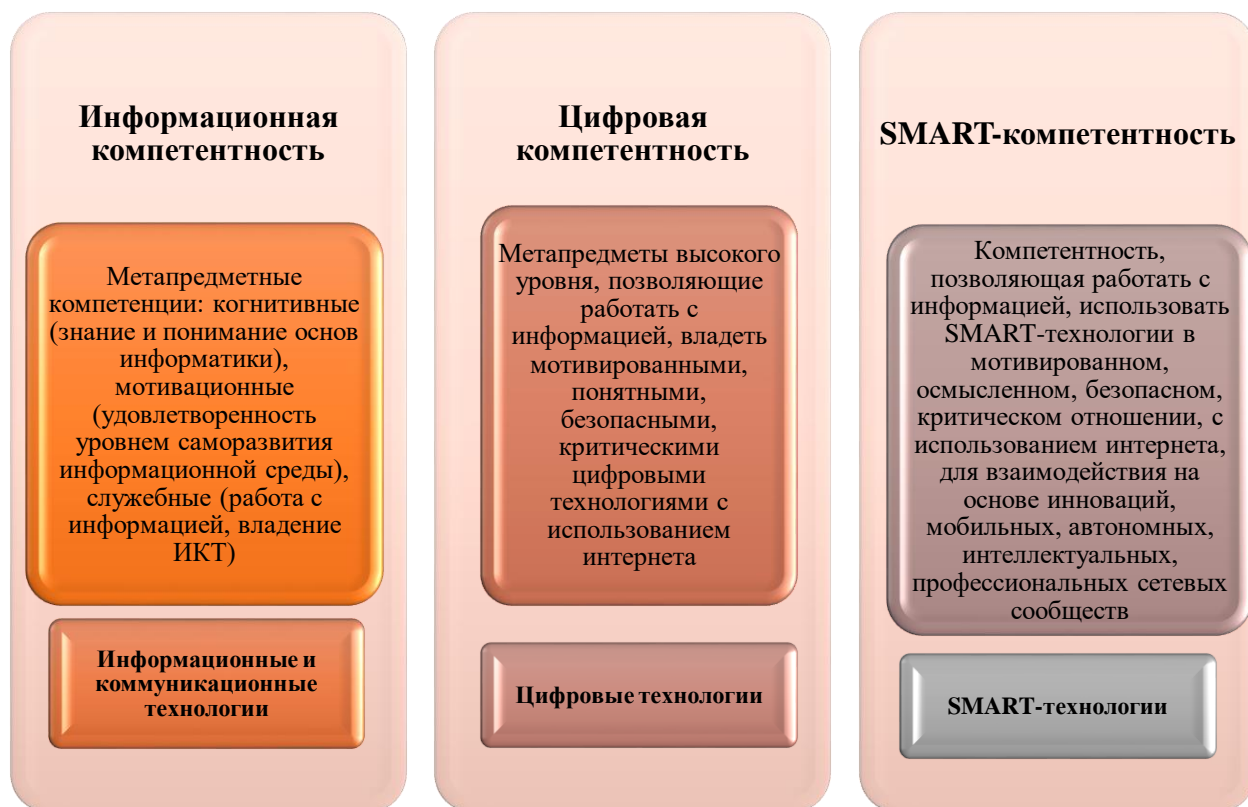 Информационная
компетентность
Метапредметные
компетенции: когнитивные
(знание и понимание основ
информатики),
мотивационные
(удовлетворенность
уровнем саморазвития
информационной среды),
служебные (работа с
информацией, владение
ИКТ)
Информационные и
коммуникационные
технологии
Цифровая
компетентность
Метапредметы высокого
уровня, позволяющие
работать с
информацией, владеть
мотивированными,
понятными,
безопасными,
критическими
цифровыми
технологиями с
использованием
интернета
Цифровые технологии
SMART-компетентность
Компетентность,
позволяющая работать с
информацией, использовать
SMART-технологии в
мотивированном,
осмысленном, безопасном,
критическом отношении, с
использованием интернета,
для взаимодействия на
основе инноваций,
мобильных, автономных,
интеллектуальных,
профессиональных сетевых
сообществ
SMART-технологии